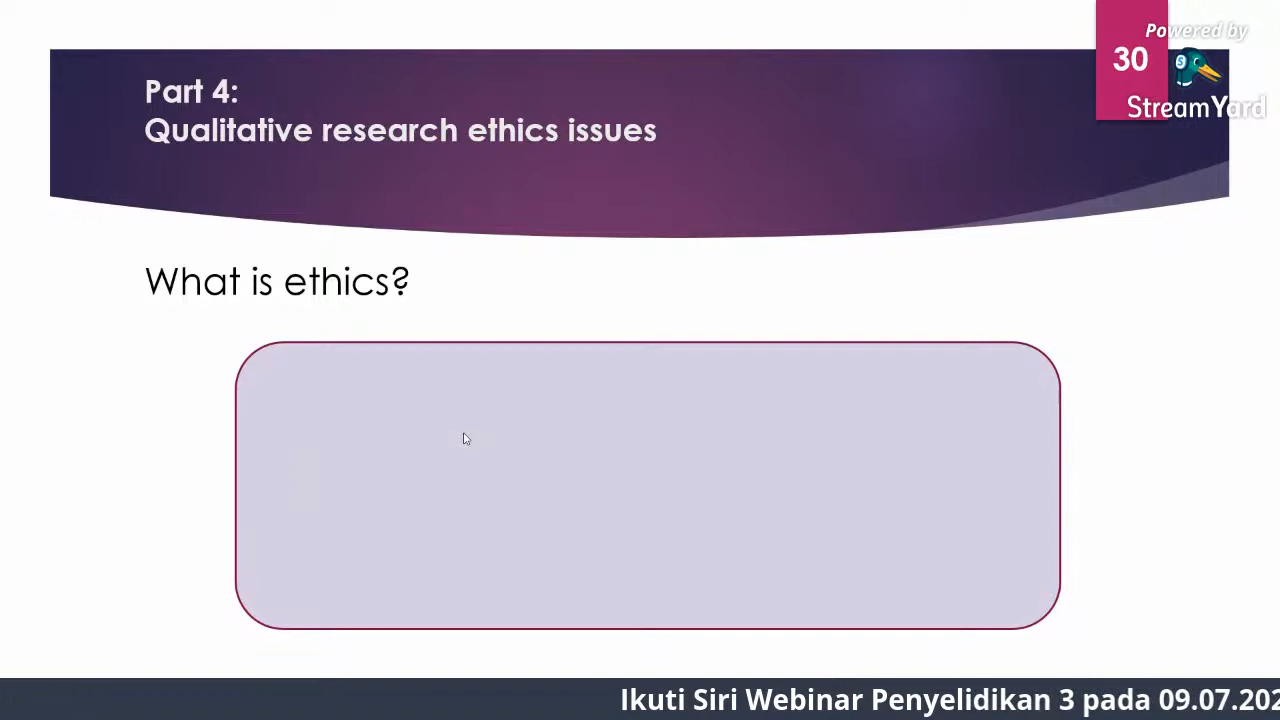 Powered by
30
StreamYard
Part 4:
Qualitative research ethics issues
What is ethics?
Ikuti Siri Webinar Penyelidikan 3 pada 09.07.202